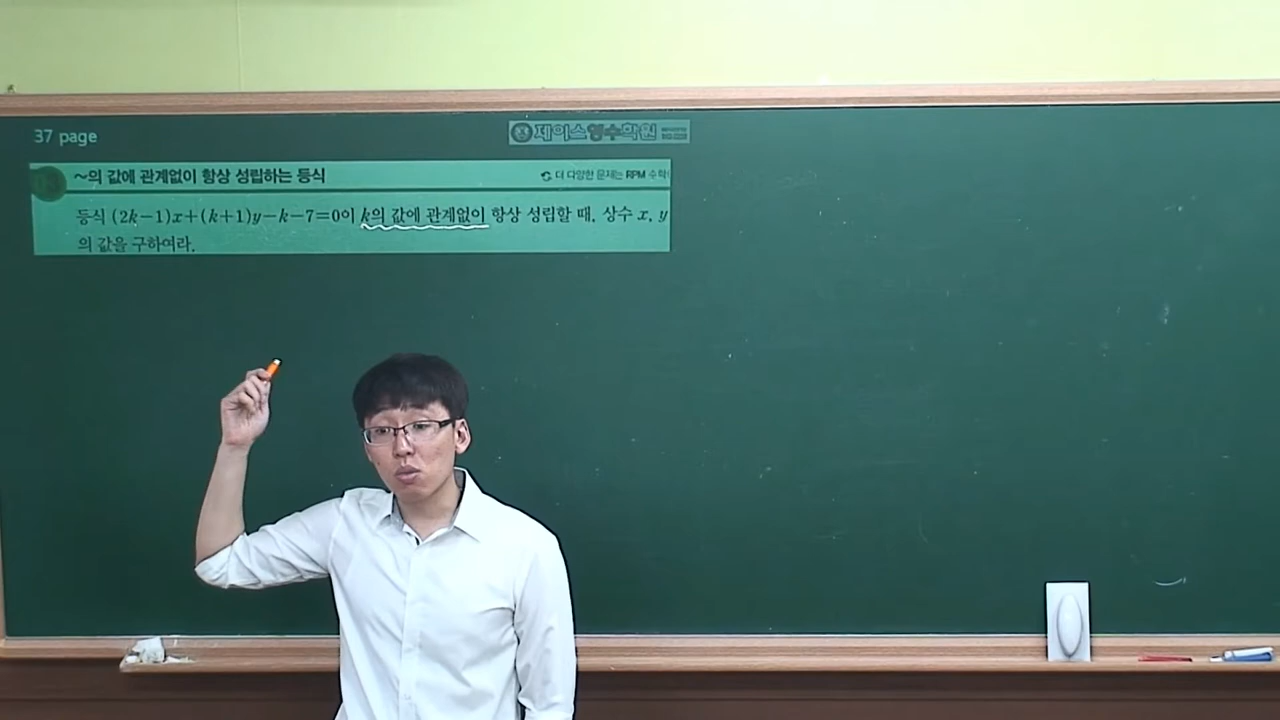 37 page
제이스영수학원
~의 값에 관계없이 항상 성립하는 등식
더 다양한 문제는 RPM 수학
등식 (2k-1)x+(k+1)y-k-7=0이 k의 값에 관계없이 항상 성립할 때, 상수 x, y
의 값을 구하여라.